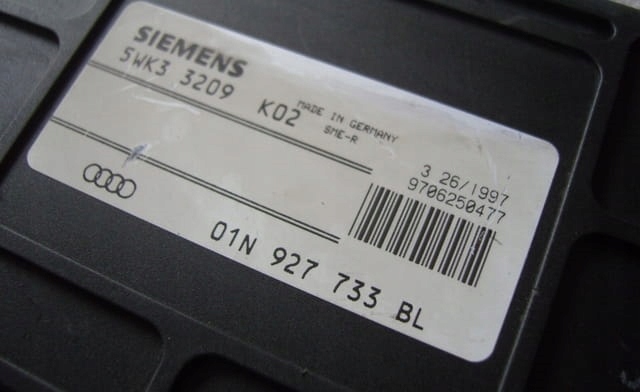 SIEMENS
5WK3 3209 K02
MADE IN GERMANY
SME-R
3 26/1997
9706250477
01N 927 733 BL